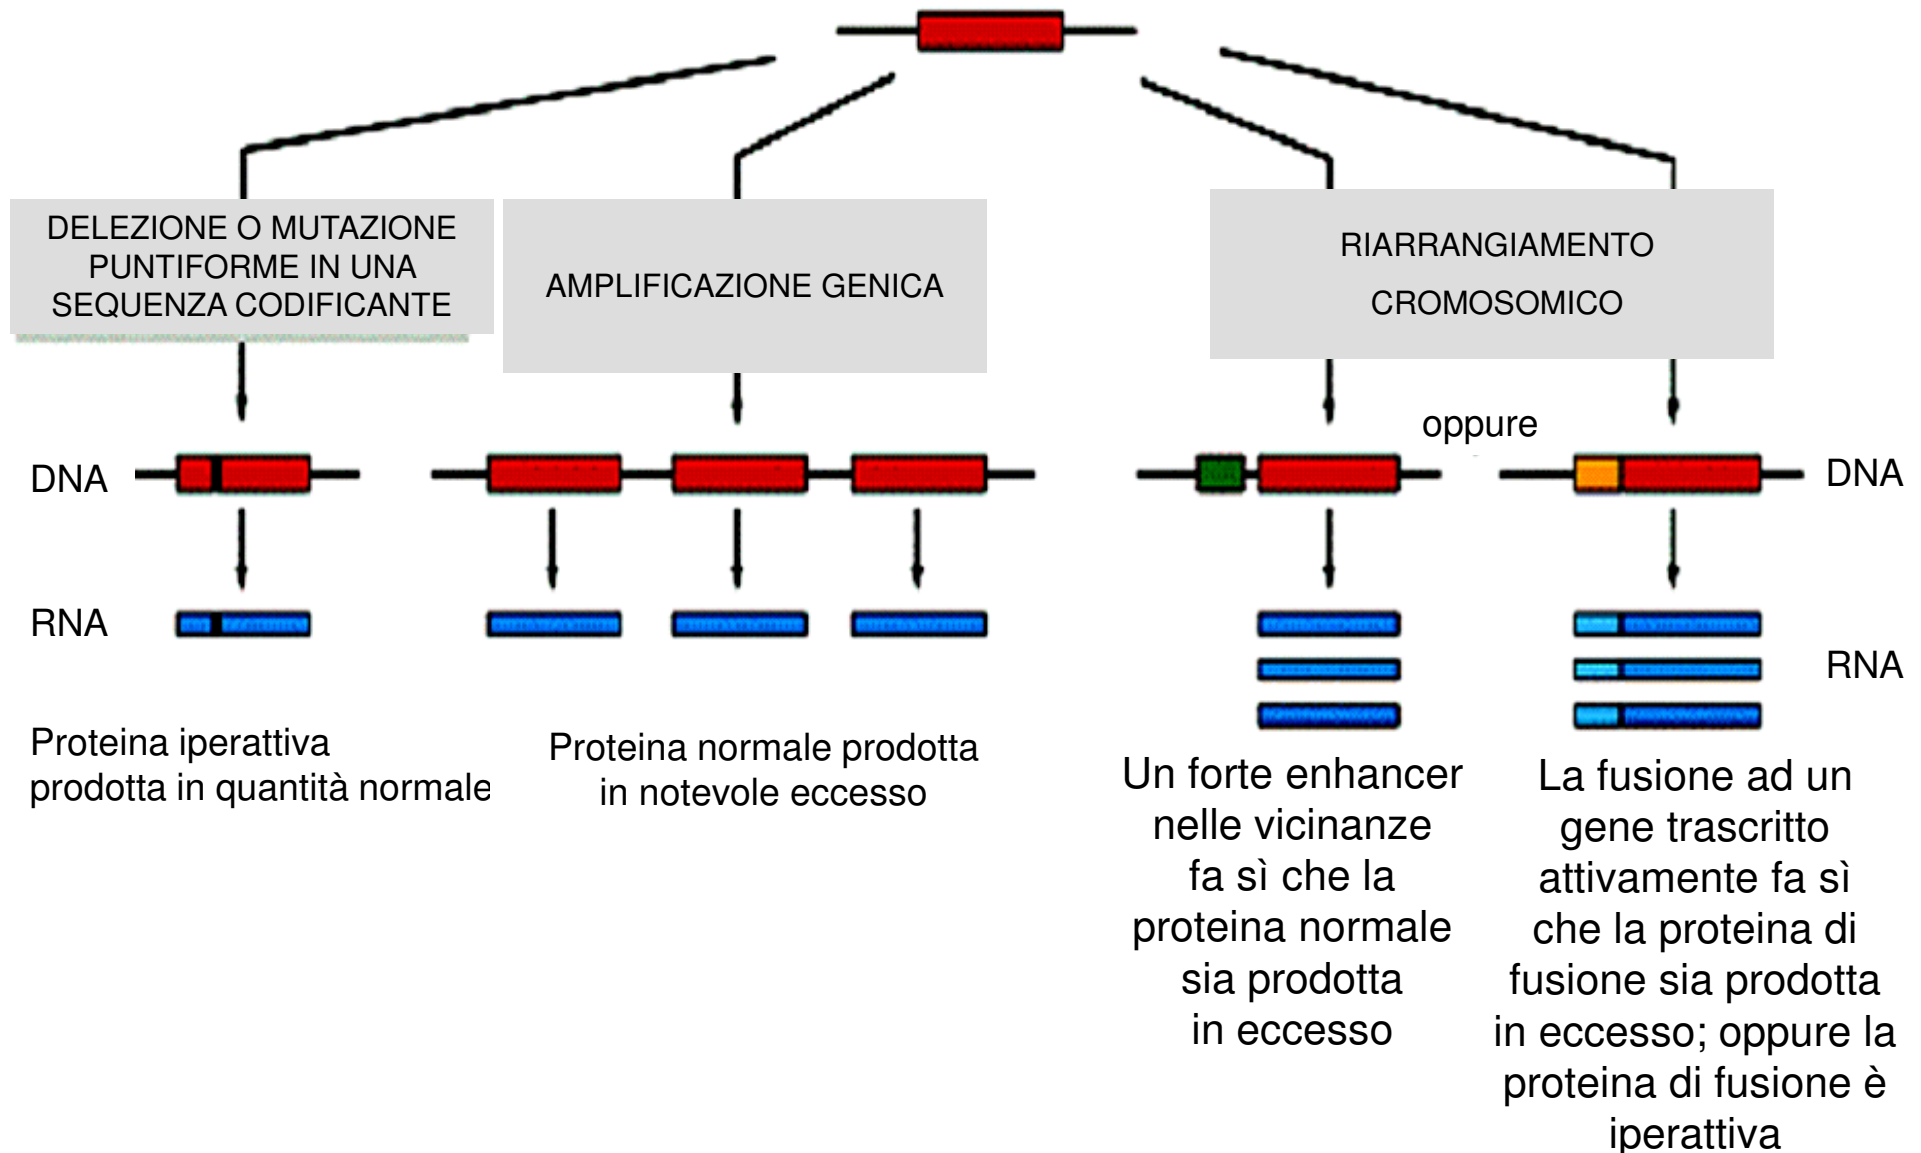 DELEZIONE O MUTAZIONE
PUNTIFORME IN UNA
SEQUENZA CODIFICANTE
AMPLIFICAZIONE GENICA
RIARRANGIAMENTO
CROMOSOMICO
oppure
DNA
DNA
RNA
RNA
Proteina iperattiva
prodotta in quantità normale
Proteina normale prodotta
in notevole eccesso
Un forte enhancer
nelle vicinanze
fa sì che la
proteina normale
sia prodotta
in eccesso
La fusione ad un
gene trascritto
attivamente fa sì
che la proteina di
fusione sia prodotta
in eccesso; oppure la
proteina di fusione è
iperattiva